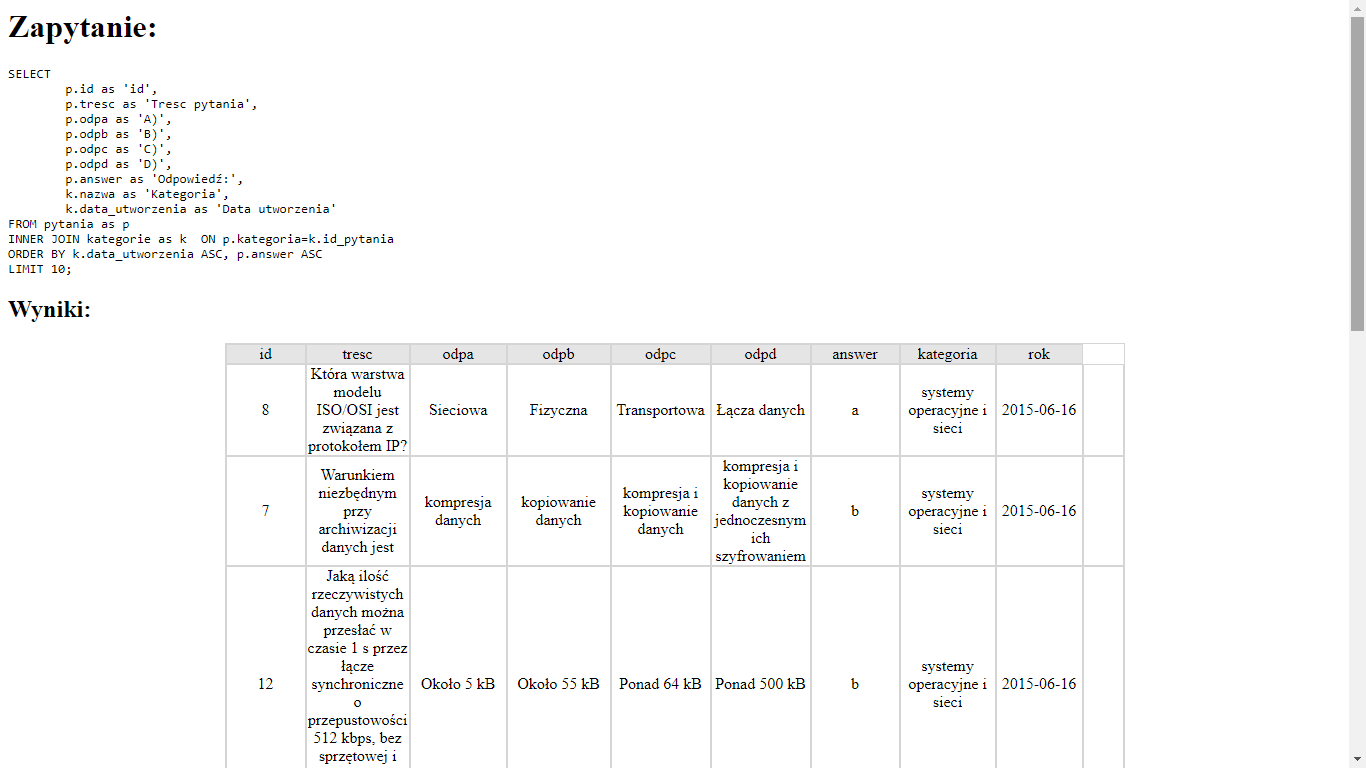 Zapytanie:
SELECT
p.id as 'id',
p.tresc as 'Tresc pytania',
p.odpa as 'A)',
p.odpb as 'B)',
p.odpc as 'C)',
p.odpd as 'D)',
p.answer as 'Odpowiedź:',
k.nazwa as 'Kategoria',
k.data_utworzenia as 'Data utworzenia'
FROM pytania as p
INNER JOIN kategorie as k  ON p.kategoria=k.id_pytania
ORDER BY k.data_utworzenia ASC, p.answer ASC
LIMIT 10;
Wyniki:
id tresc odpa odpb odpc odpd answer kategoria rok
8
Która warstwa
modelu
ISO/OSI jest
związana z
protokołem IP?
Sieciowa
Fizyczna
Transportowa
Łącza danych
a
systemy
operacyjne i
sieci
2015-06-16
7
Warunkiem
niezbędnym
przy
archiwizacji
danych jest
kompresja
danych
kopiowanie
danych
kompresja i
kopiowanie
danych
kompresja i
kopiowanie
danych z
jednoczesnym
ich
szyfrowaniem
b
systemy
operacyjne i
sieci
2015-06-16
12
Jaką ilość
rzeczywistych
danych można
przesłać w
czasie 1 s przez
łącze
synchroniczne
o
przepustowości
512 kbps, bez
sprzętowej i
Około 5 kB
Około 55 kB
Ponad 64 kB
Ponad 500 kB
b
systemy
operacyjne i
sieci
2015-06-16